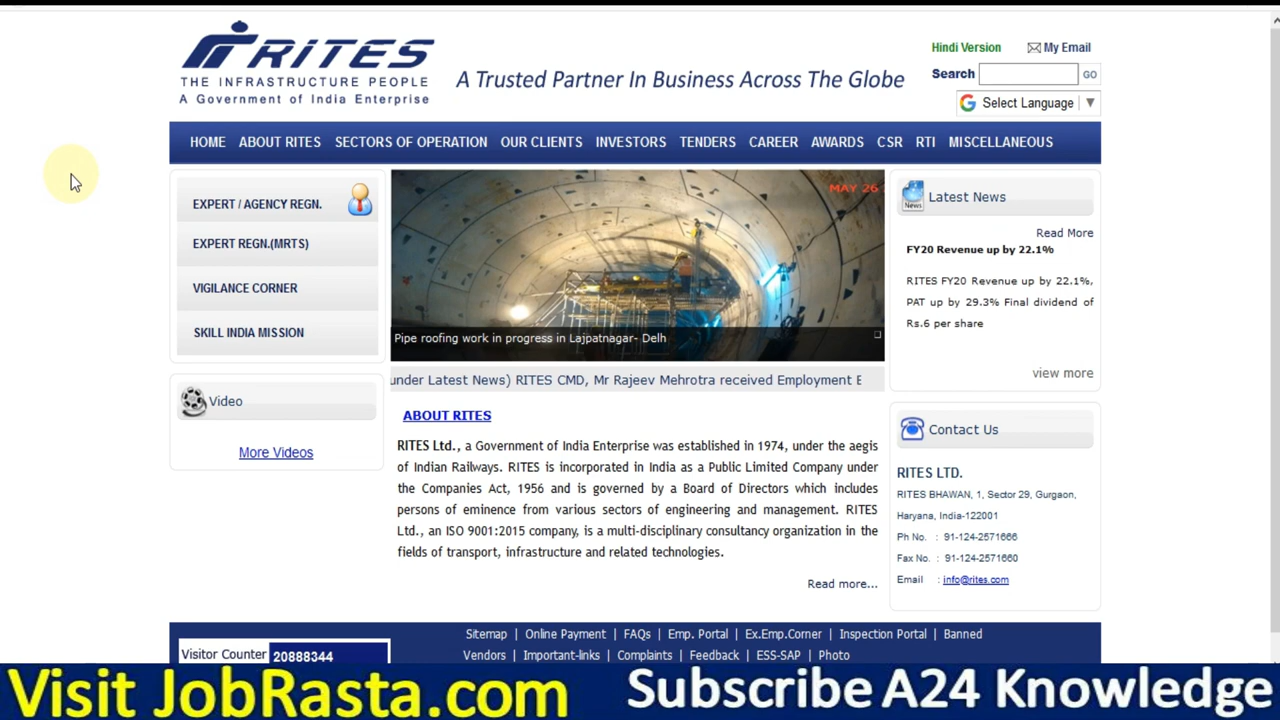 RITES
THE INFRASTRUCTURE PEOPLE
A Government of India Enterprise
A Trusted Partner In Business Across The Globe
Hindi Version
My Email
Search
GO
G Select Language ▼
HOME ABOUT RITES SECTORS OF OPERATION OUR CLIENTS INVESTORS TENDERS CAREER AWARDS CSR RTI MISCELLANEOUS
EXPERT / AGENCY REGN.
EXPERT REGN.(MRTS)
VIGILANCE CORNER
SKILL INDIA MISSION
Video
More Videos
MAY 26
Pipe roofing work in progress in Lajpatnagar- Delh
under Latest News) RITES CMD, Mr Rajeev Mehrotra received Employment E
ABOUT RITES
RITES Ltd., a Government of India Enterprise was established in 1974, under the aegis
of Indian Railways. RITES is incorporated in India as a Public Limited Company under
the Companies Act, 1956 and is governed by a Board of Directors which includes
persons of eminence from various sectors of engineering and management. RITES
Ltd., an ISO 9001:2015 company, is a multi-disciplinary consultancy organization in the
fields of transport, infrastructure and related technologies.
Read more...
News
Latest News
Read More
FY20 Revenue up by 22.1%
RITES FY20 Revenue up by 22.1%,
PAT up by 29.3% Final dividend of
Rs.6 per share
view more
Contact Us
RITES LTD.
RITES BHAWAN, 1, Sector 29, Gurgaon,
Haryana, India-122001
Ph No. : 91-124-2571666
Fax No. : 91-124-2571660
Email : info@rites.com
Visitor Counter 20888344
Sitemap | Online Payment | FAQs | Emp. Portal | Ex.Emp.Corner | Inspection Portal | Banned
Vendors | Important-links | Complaints | Feedback | ESS-SAP | Photo
Visit JobRasta.com
Subscribe A24 Knowledge